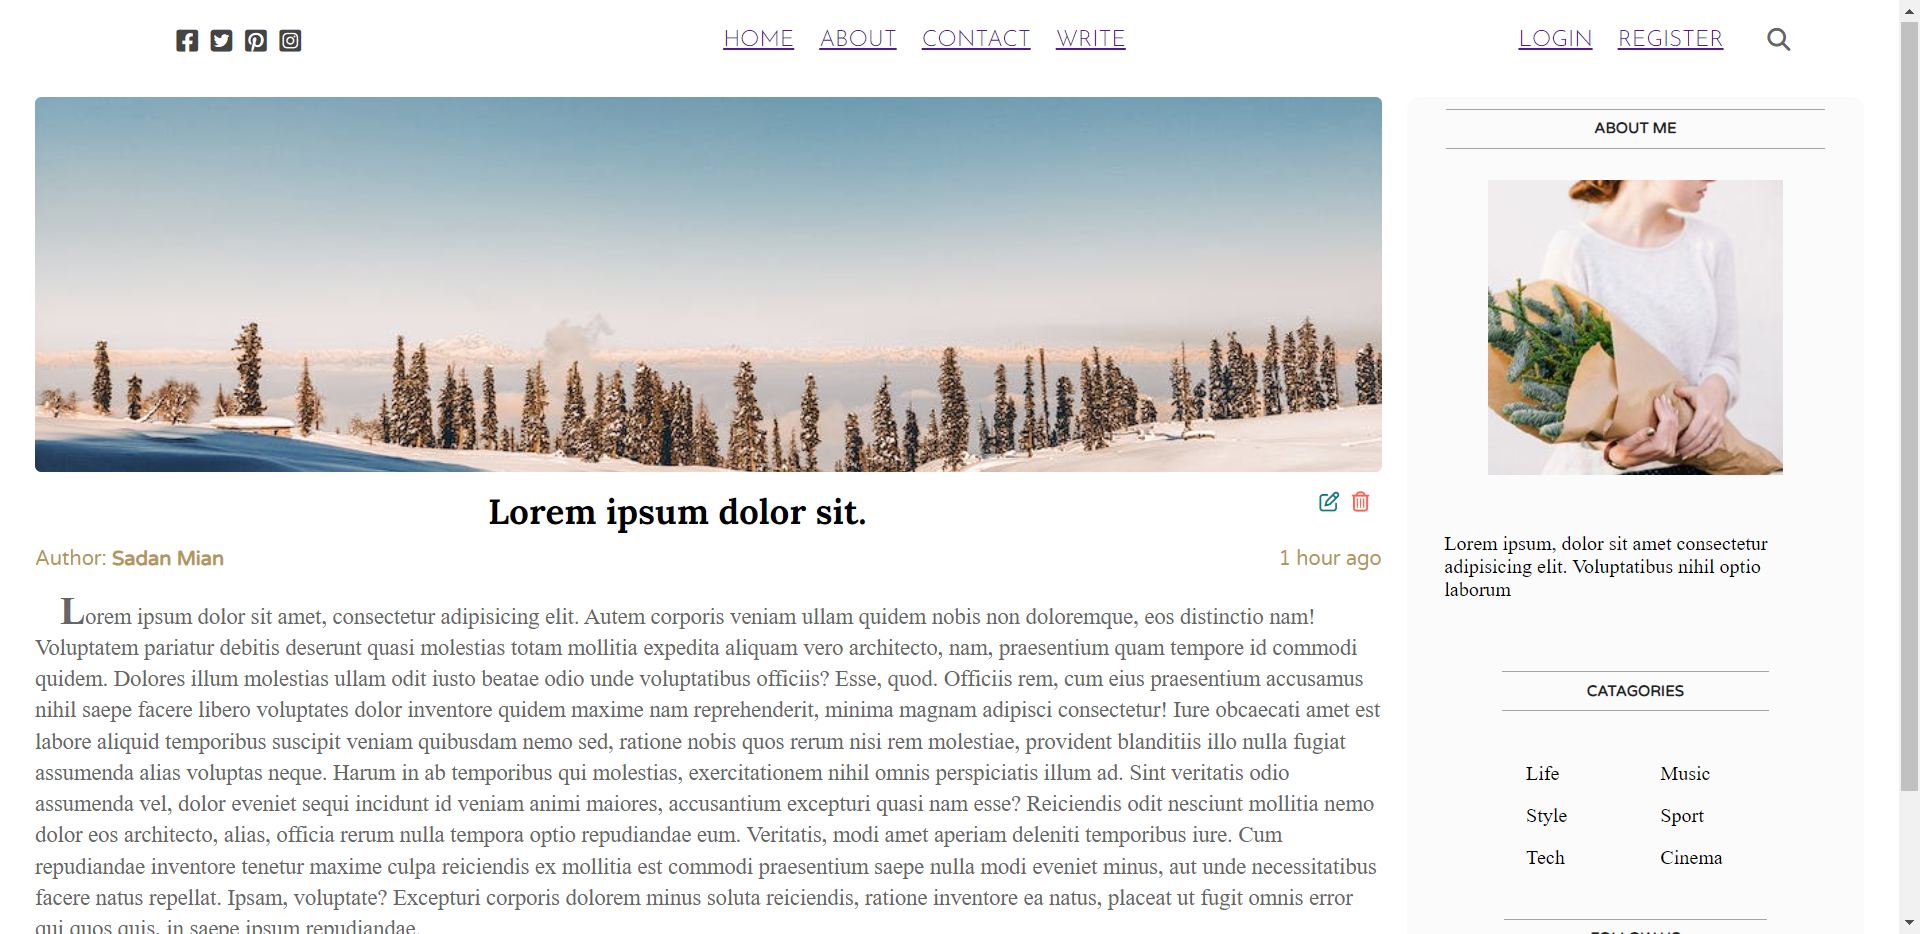 HOME ABOUT CONTACT WRITE
LOGIN REGISTER
Lorem ipsum dolor sit.
Author: Sadan Mian
1 hour ago
Lorem ipsum dolor sit amet, consectetur adipisicing elit. Autem corporis veniam ullam quidem nobis non doloremque, eos distinctio nam!
Voluptatem pariatur debitis deserunt quasi molestias totam mollitia expedita aliquam vero architecto, nam, praesentium quam tempore id commodi
quidem. Dolores illum molestias ullam odit iusto beatae odio unde voluptatibus officiis? Esse, quod. Officiis rem, cum eius praesentium accusamus
nihil saepe facere libero voluptates dolor inventore quidem maxime nam reprehenderit, minima magnam adipisci consectetur! Iure obcaecati amet est
labore aliquid temporibus suscipit veniam quibusdam nemo sed, ratione nobis quos rerum nisi rem molestiae, provident blanditiis illo nulla fugiat
assumenda alias voluptas neque. Harum in ab temporibus qui molestias, exercitationem nihil omnis perspiciatis illum ad. Sint veritatis odio
assumenda vel, dolor eveniet sequi incidunt id veniam animi maiores, accusantium excepturi quasi nam esse? Reiciendis odit nesciunt mollitia nemo
dolor eos architecto, alias, officia rerum nulla tempora optio repudiandae eum. Veritatis, modi amet aperiam deleniti temporibus iure. Cum
repudiandae inventore tenetur maxime culpa reiciendis ex mollitia est commodi praesentium saepe nulla modi eveniet minus, aut unde necessitatibus
facere natus repellat. Ipsam, voluptate? Excepturi corporis dolorem minus soluta reiciendis, ratione inventore ea natus, placeat ut fugit omnis error
qui quos quis, in saepe ipsum repudiandae.
ABOUT ME
Lorem ipsum, dolor sit amet consectetur
adipisicing elit. Voluptatibus nihil optio
laborum
CATAGORIES
Life Music
Style Sport
Tech Cinema